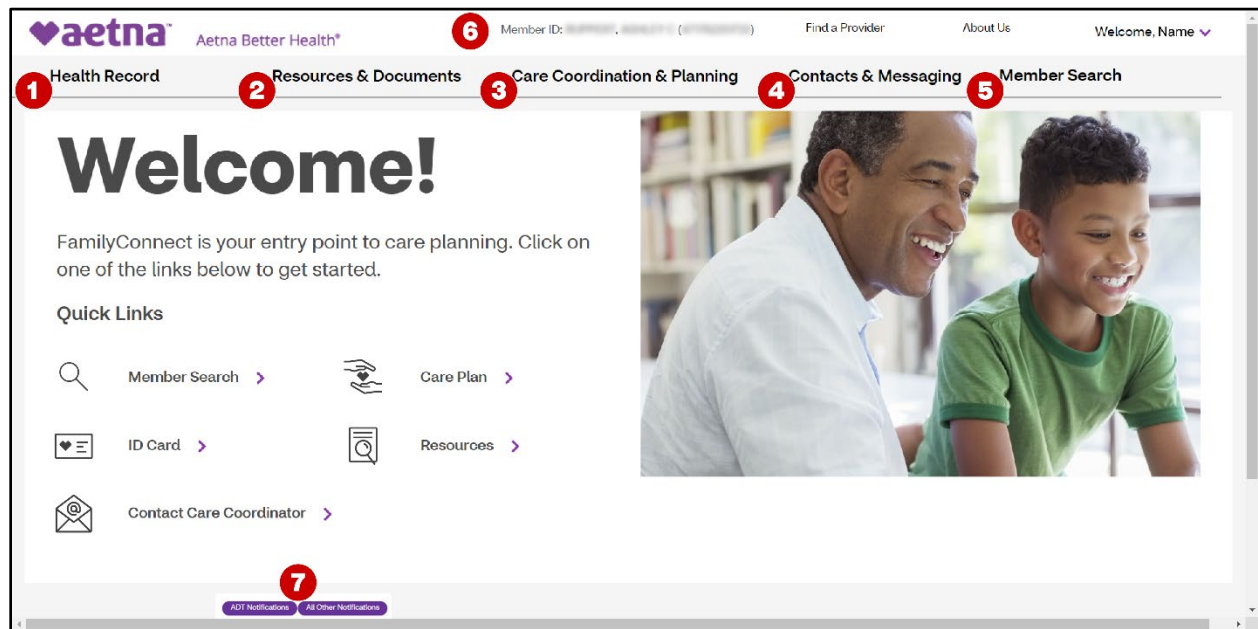 aetna™ Aetna Better Health® 6 Member ID: Find a Provider About Us Welcome, Name
1 Health Record 2 Resources & Documents 3 Care Coordination & Planning 4 Contacts & Messaging 5 Member Search
Welcome!
FamilyConnect is your entry point to care planning. Click on
one of the links below to get started.
Quick Links
Member Search Care Plan
ID Card Resources
Contact Care Coordinator
7
ADT Notifications All Other Notifications